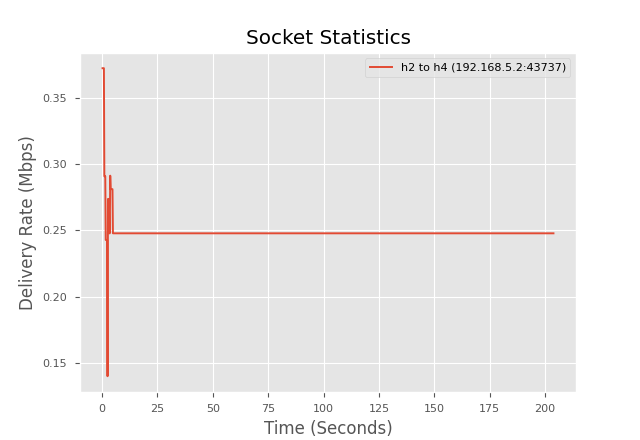 Socket Statistics
h2 to h4 (192.168.5.2:43737)
Delivery Rate (Mbps)
0.35
0.30
0.25
0.20
0.15
0 25 50 75 100 125 150 175 200
Time (Seconds)